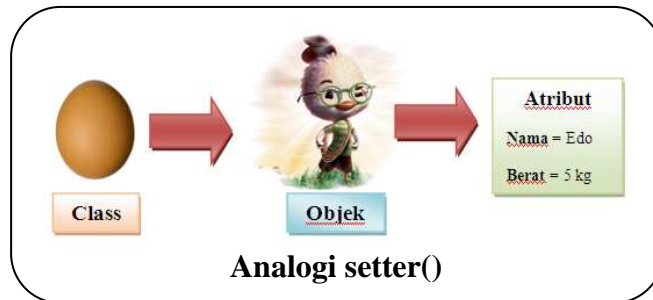 Class
Objek
Atribut
Nama = Edo
Berat = 5 kg
Analogi setter()